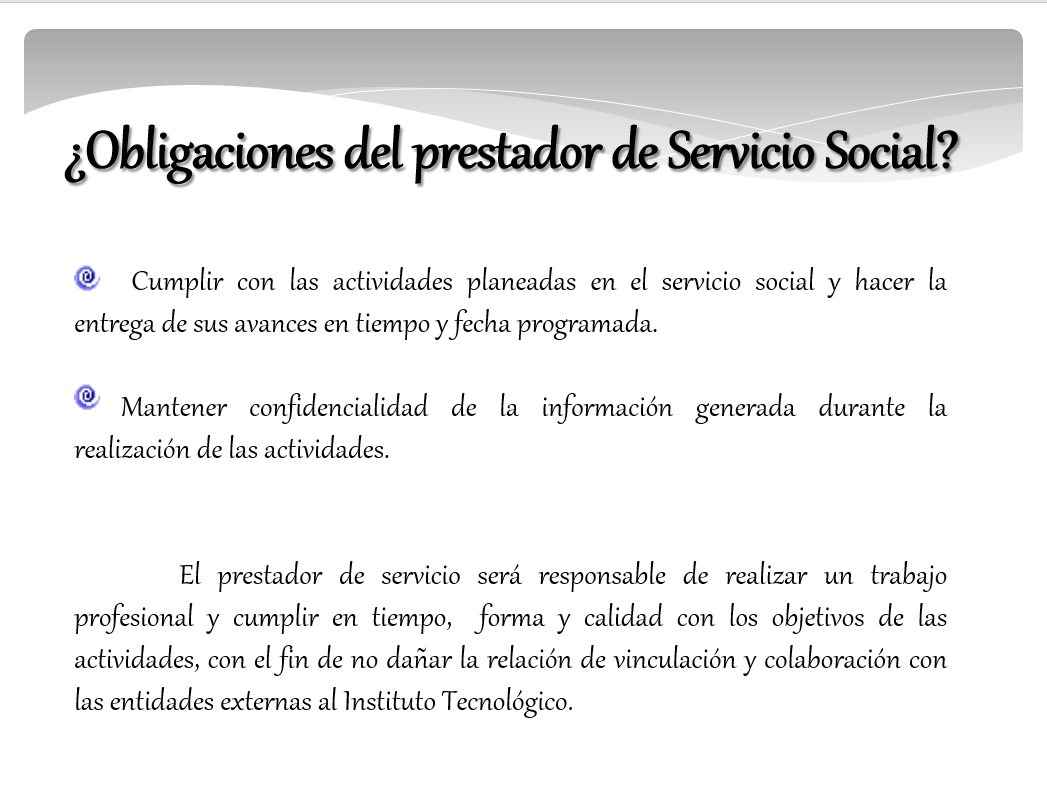 ¿Obligaciones del prestador de Servicio Social?
Cumplir con las actividades planeadas en el servicio social y hacer la
entrega de sus avances en tiempo y fecha programada.
Mantener confidencialidad de la información generada durante la
realización de las actividades.
El prestador de servicio será responsable de realizar un trabajo
profesional y cumplir en tiempo, forma y calidad con los objetivos de las
actividades, con el fin de no dañar la relación de vinculación y colaboración con
las entidades externas al Instituto Tecnológico.